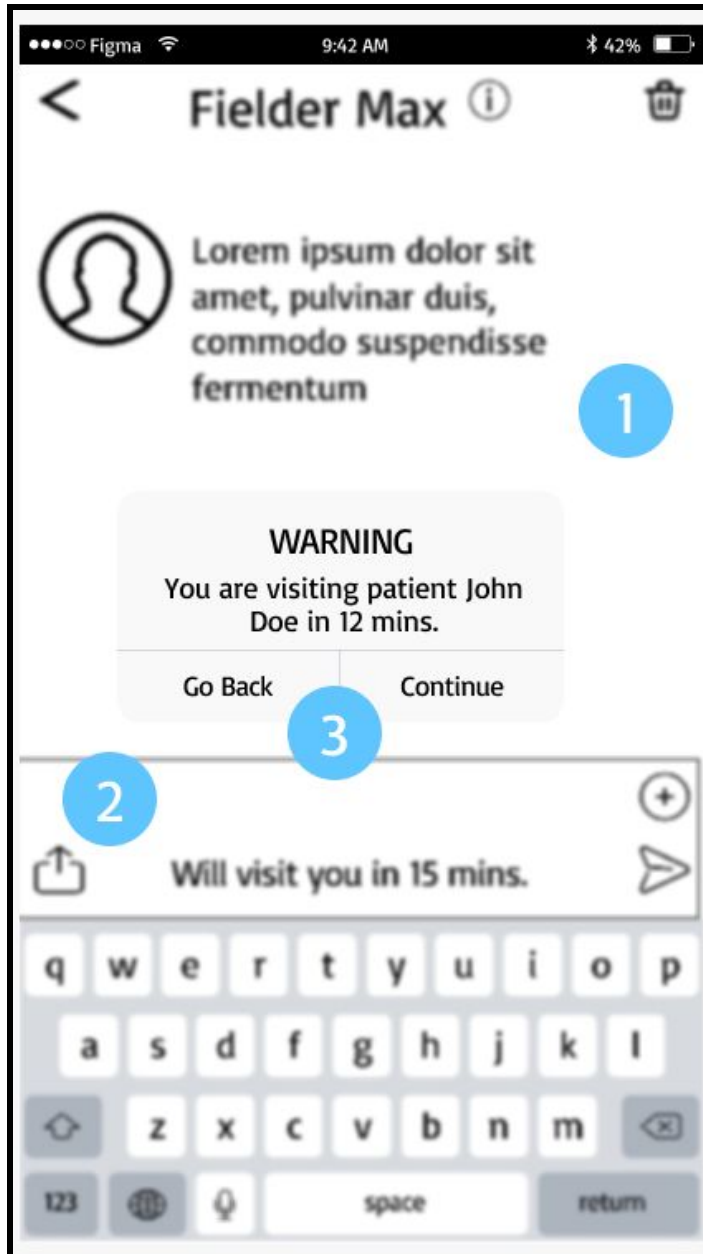 Figma 9:42 AM 42%
Fielder Max
Lorem ipsum dolor sit
amet, pulvinar duis,
commodo suspendisse
fermentum
1
WARNING
You are visiting patient John
Doe in 12 mins.
Go Back Continue
3
2
Will visit you in 15 mins.
q w e r t y u i o p
a s d f g h j k l
z x c v b n m
123 space return